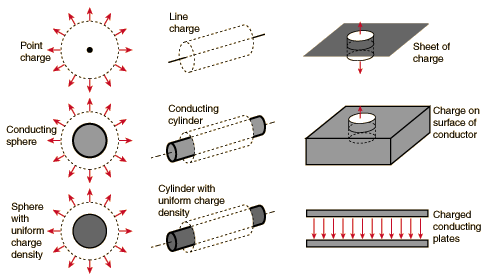 Point
charge
Line
charge
Sheet of
charge
Conducting
sphere
Conducting
cylinder
Charge on
surface of
conductor
Sphere
with
uniform
charge
density
Cylinder with
uniform charge
density
Charged
conducting
plates